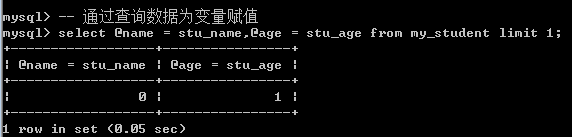 mysql> -- 通过查询数据为变量赋值
mysql> select @name = stu_name,@age = stu_age from my_student limit 1;
+------------------+----------------+
| @name = stu_name | @age = stu_age |
+------------------+----------------+
|                0 |              1 |
+------------------+----------------+
1 row in set (0.05 sec)